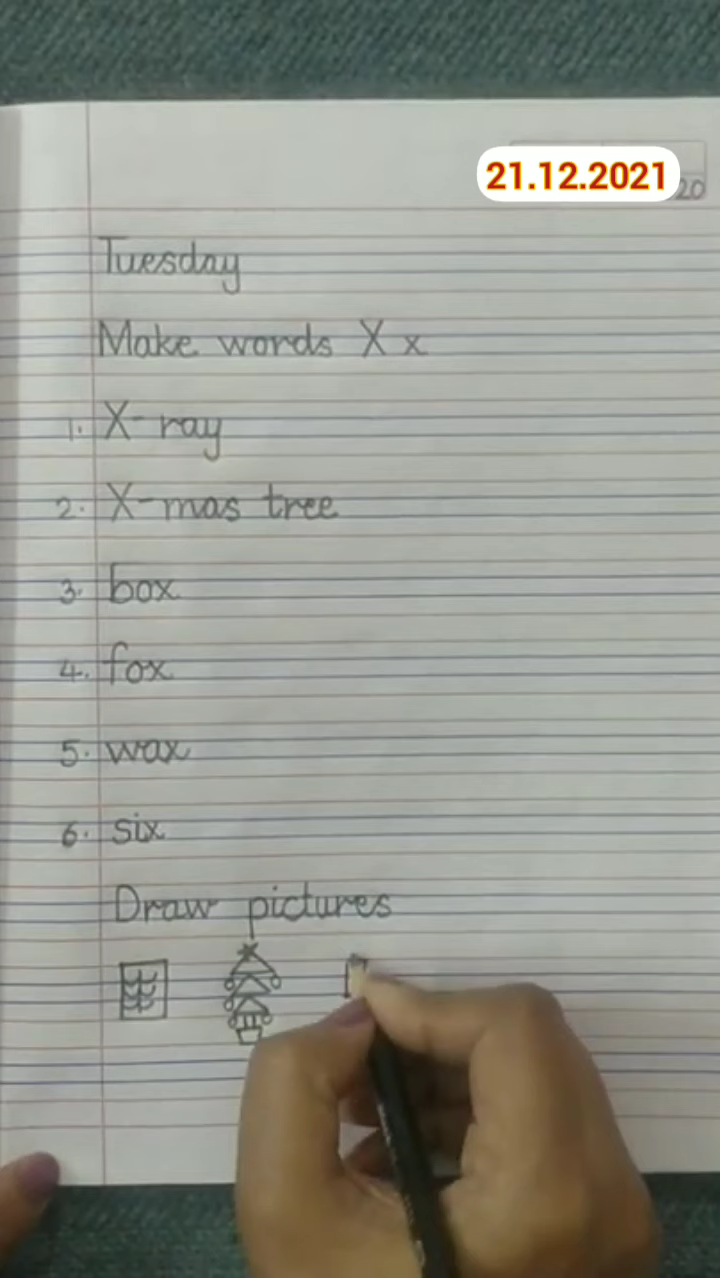 21.12.2021
20
Tuesday
Make words X x
1. X-ray
2. X-mas tree
3. box
4. fox
5. wax
6. six
Draw pictures